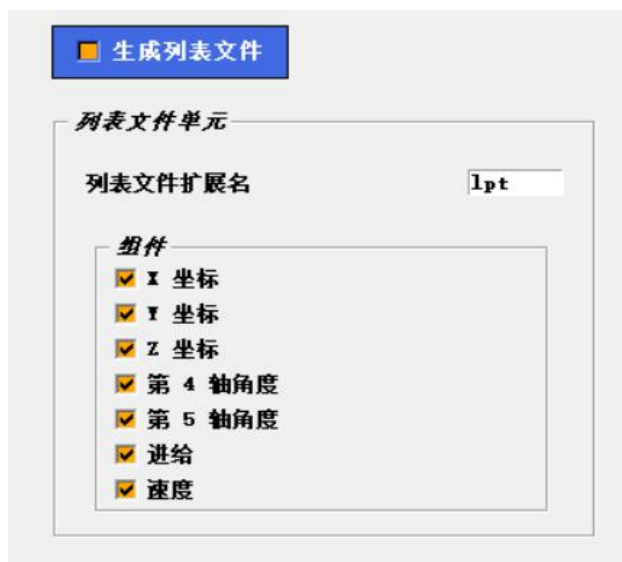 生成列表文件
列表文件单元
列表文件扩展名 lpt
组件
X 坐标
Y 坐标
Z 坐标
第 4 轴角度
第 5 轴角度
进给
速度